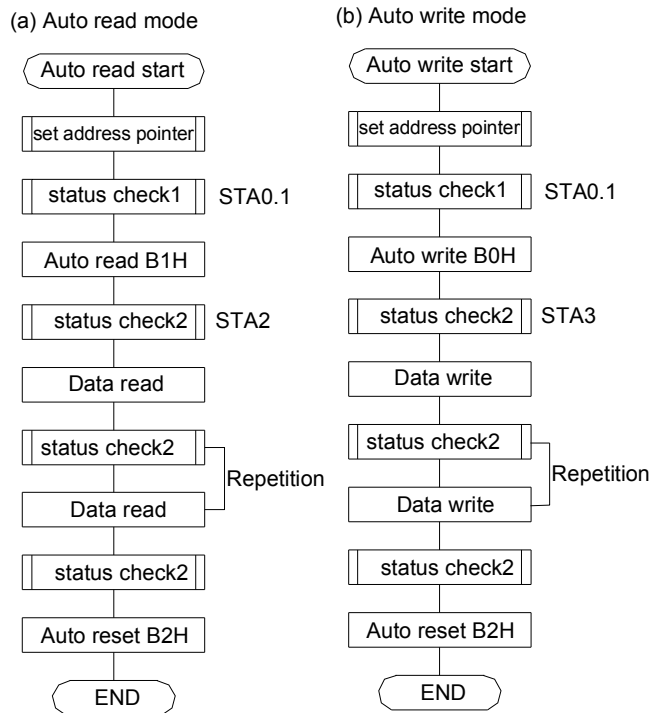 (a) Auto read mode
Auto read start
set address pointer
status check1
STA0.1
Auto read B1H
status check2
STA2
Data read
status check2
Repetition
Data read
status check2
Auto reset B2H
END
(b) Auto write mode
Auto write start
set address pointer
status check1
STA0.1
Auto write B0H
status check2
STA3
Data write
status check2
Repetition
Data write
status check2
Auto reset B2H
END